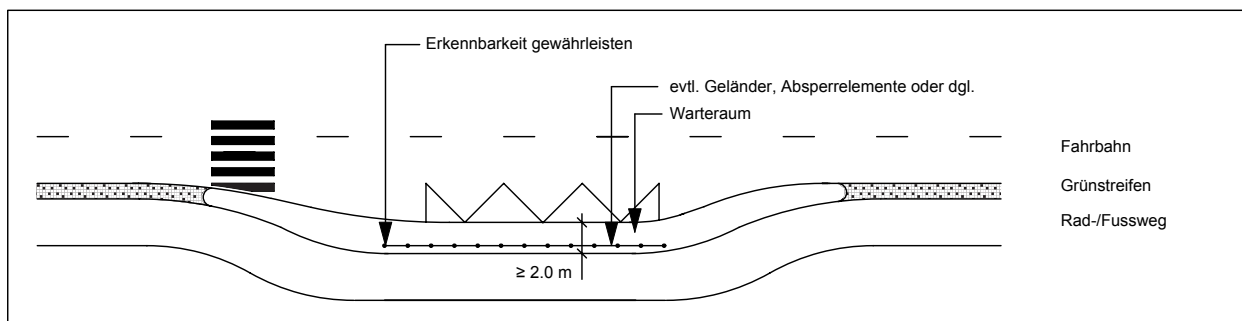 Erkennbarkeit gewährleisten
evtl. Geländer, Absperrelemente oder dgl.
Warteraum
Fahrbahn
Grünstreifen
Rad-/Fussweg
≥ 2.0 m